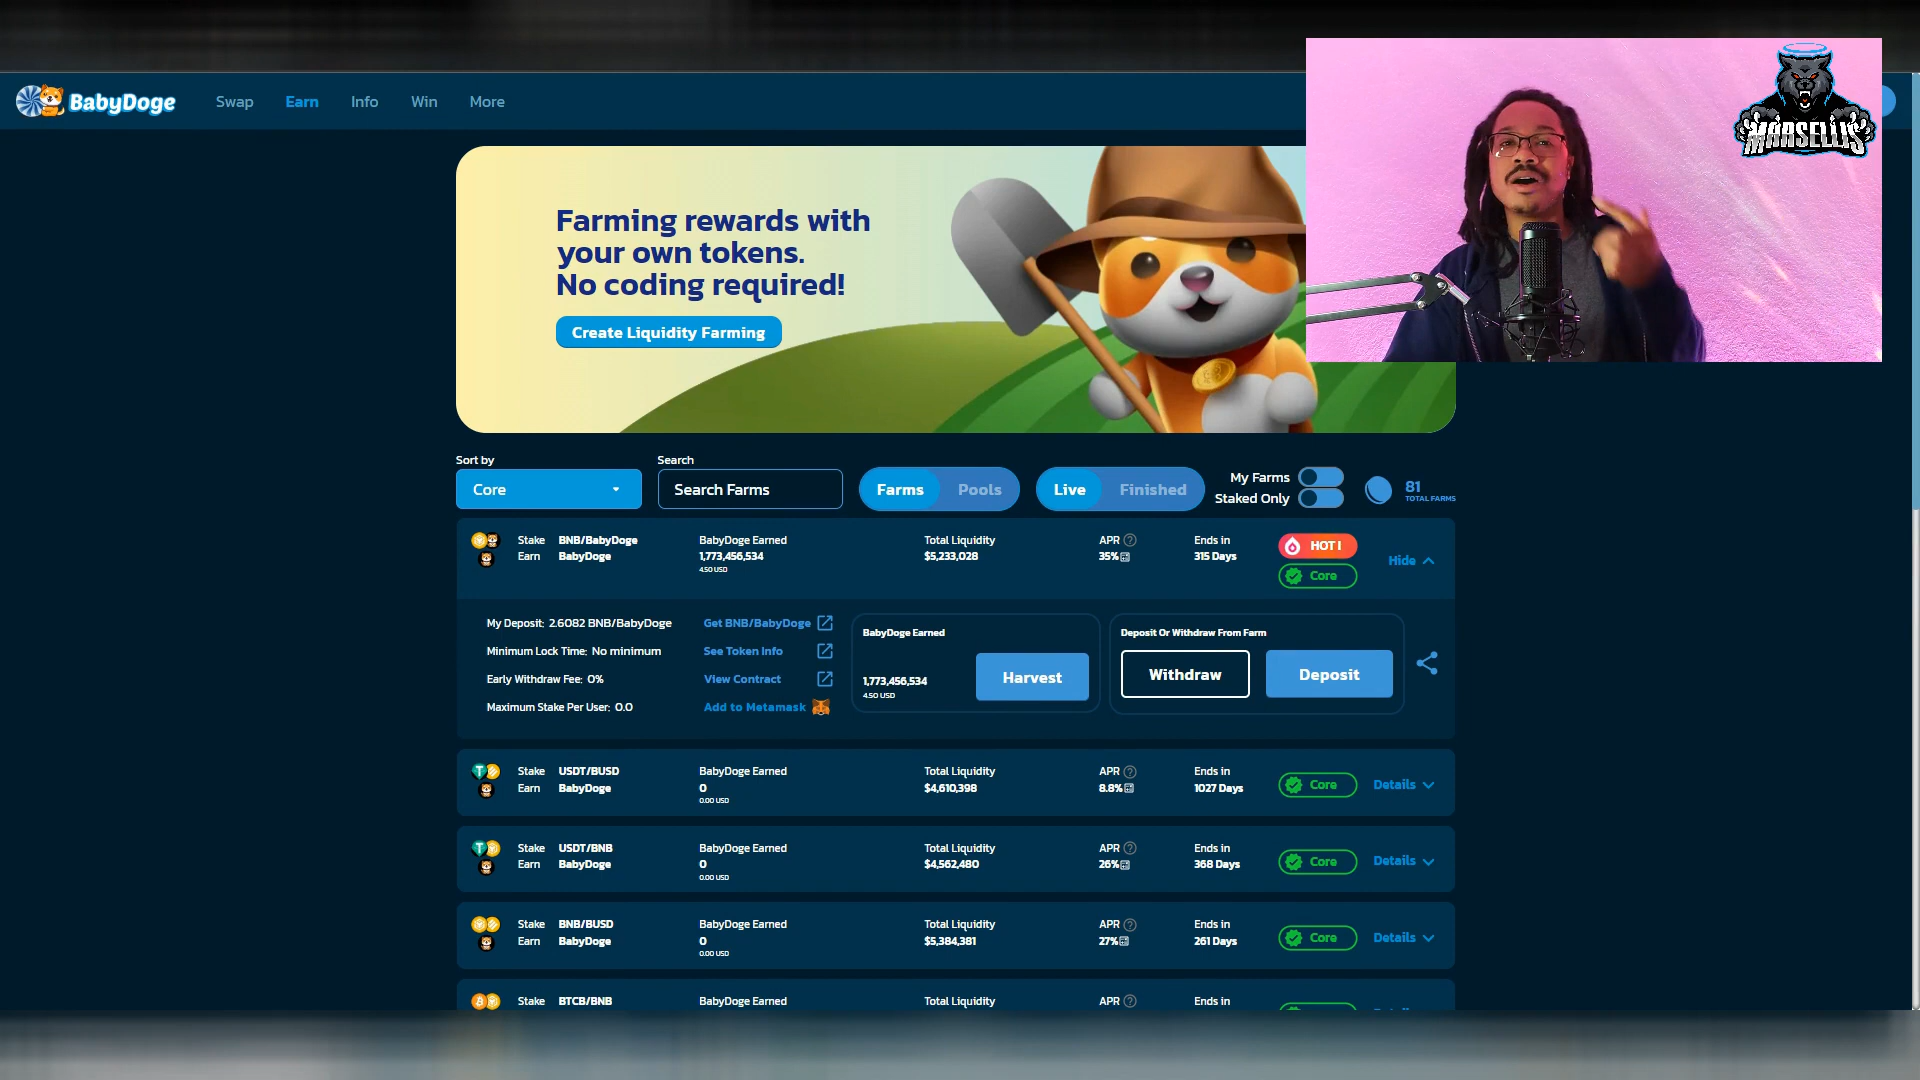 BabyDoge
Swap
Earn
Info
Win
More
MARSELLIS
Farming rewards with
your own tokens.
No coding required!
Create Liquidity Farming
Sort by
Core
Search
Search Farms
Farms
Pools
Live
Finished
My Farms
Staked Only
81
TOTAL FARMS
Stake BNB/BabyDoge
Earn BabyDoge
BabyDoge Earned
1,773,456,534
4.50 USD
Total Liquidity
$5,233,028
APR ?
35%
Ends in
315 Days
HOT !
Core
Hide
My Deposit: 2.6082 BNB/BabyDoge
Minimum Lock Time: No minimum
Early Withdraw Fee: 0%
Maximum Stake Per User: 0.0
Get BNB/BabyDoge
See Token Info
View Contract
Add to Metamask
BabyDoge Earned
1,773,456,534
4.50 USD
Harvest
Deposit Or Withdraw From Farm
Withdraw
Deposit
Stake USDT/BUSD
Earn BabyDoge
BabyDoge Earned
0
0.00 USD
Total Liquidity
$4,610,398
APR ?
8.8%
Ends in
1027 Days
Core
Details
Stake USDT/BNB
Earn BabyDoge
BabyDoge Earned
0
0.00 USD
Total Liquidity
$4,562,480
APR ?
26%
Ends in
368 Days
Core
Details
Stake BNB/BUSD
Earn BabyDoge
BabyDoge Earned
0
0.00 USD
Total Liquidity
$5,384,381
APR ?
27%
Ends in
261 Days
Core
Details
Stake BTCB/BNB
BabyDoge Earned
Total Liquidity
APR ?
Ends in